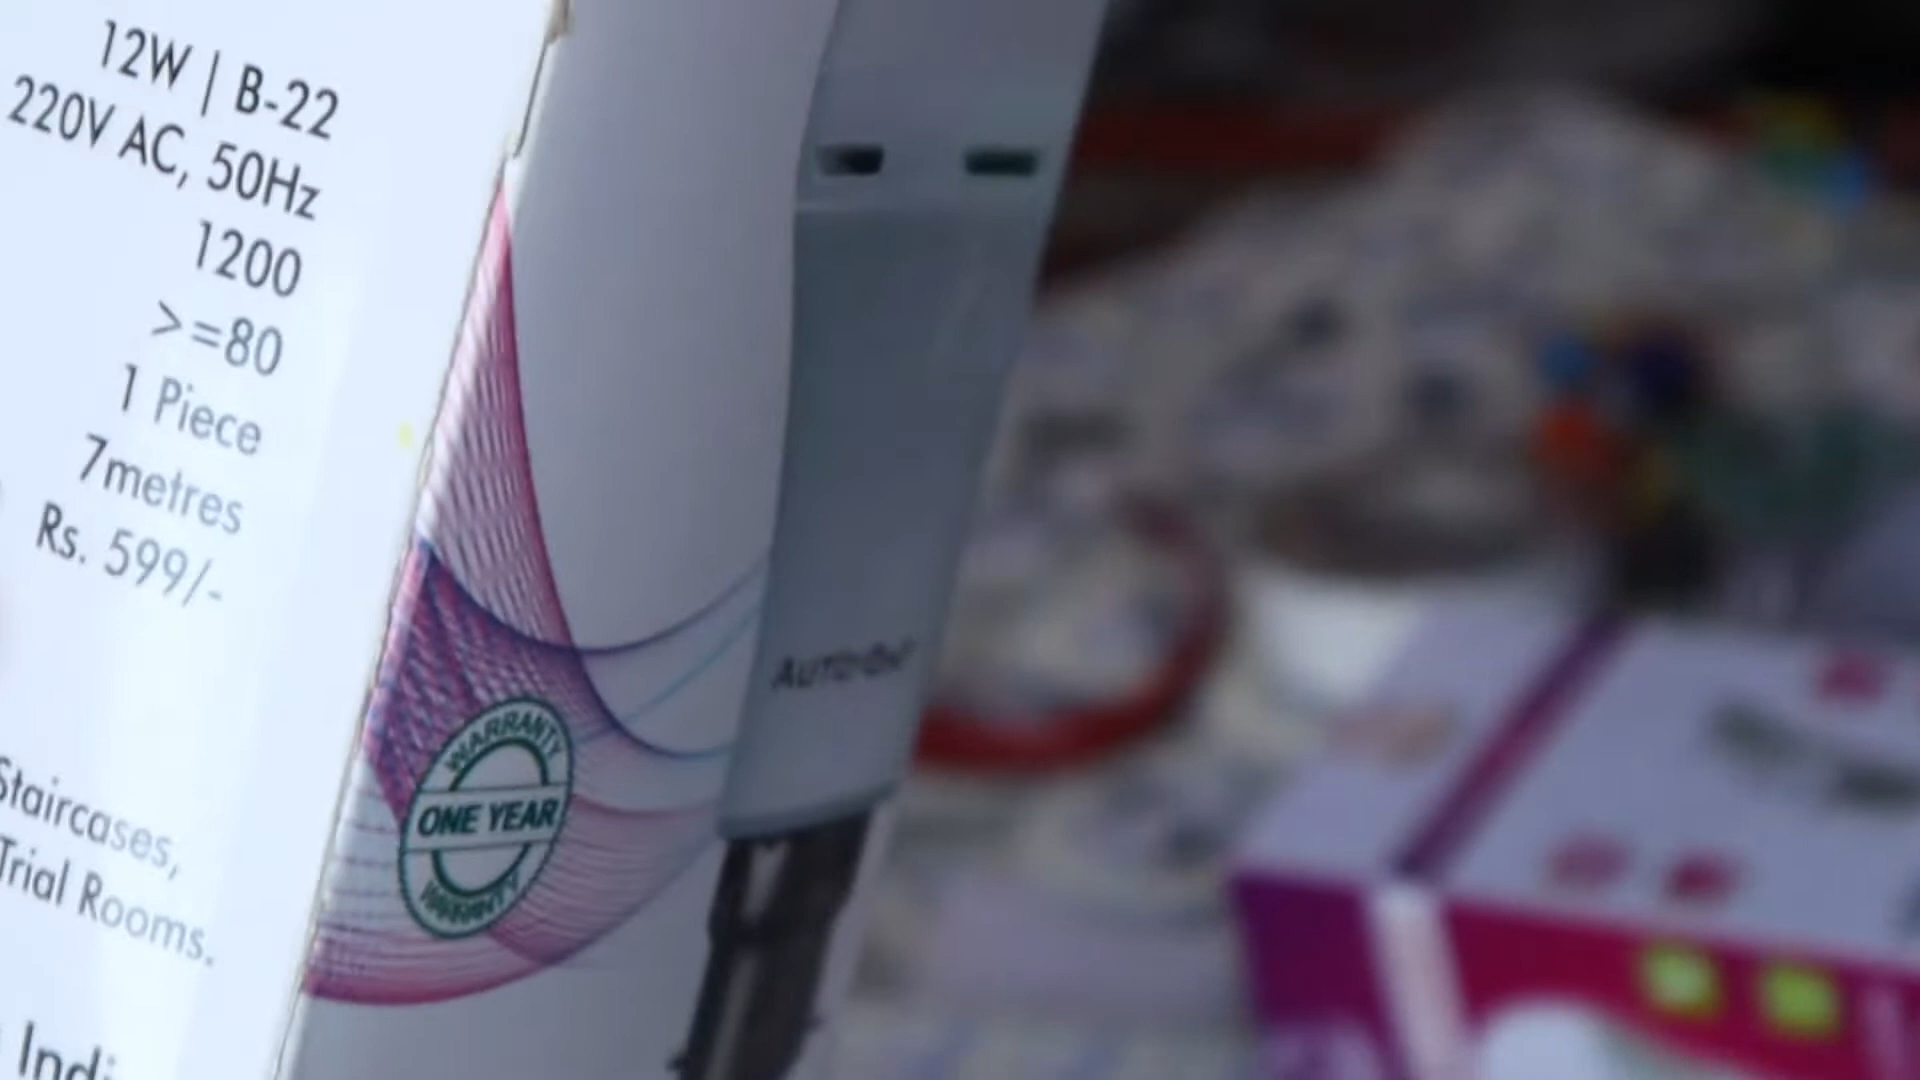 12W | B-22
220V AC, 50Hz
1200
>=80
1 Piece
7metres
Rs. 599/-
Staircases,
Trial Rooms.
WARRANTY
ONE YEAR
WARRANTY